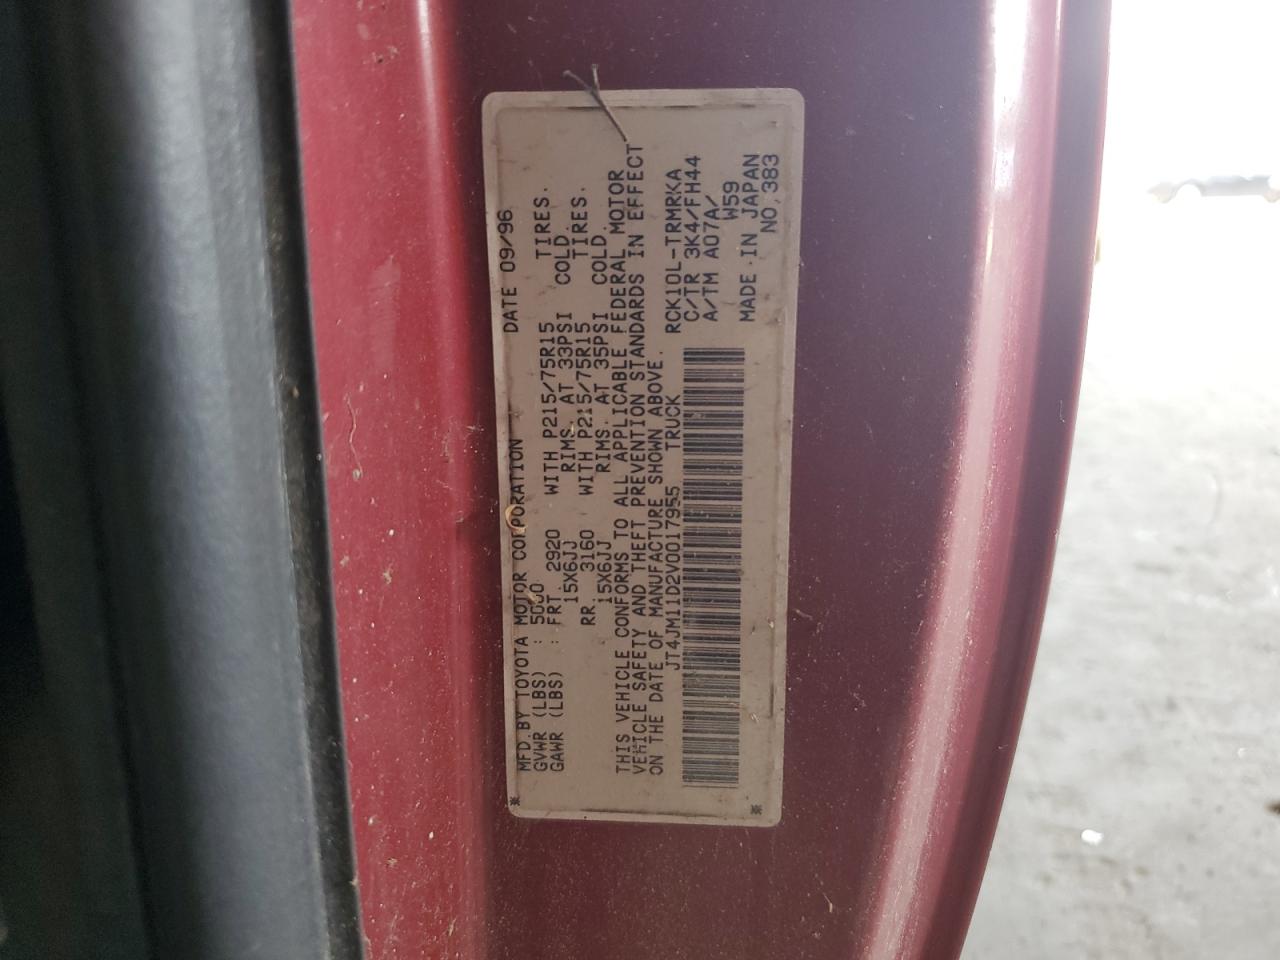 MFD. BY TOYOTA MOTOR CORPORATION DATE 09/96
GVWR (LBS) : 5000
GAWR (LBS) : FRT. 2920 WITH P215/75R15 TIRES.
15X6JJ RIMS. AT 33PSI COLD.
RR. 3160 WITH P215/75R15 TIRES.
15X6JJ RIMS. AT 35PSI COLD.
THIS VEHICLE CONFORMS TO ALL APPLICABLE FEDERAL MOTOR
VEHICLE SAFETY AND THEFT PREVENTION STANDARDS IN EFFECT
ON THE DATE OF MANUFACTURE SHOWN ABOVE.
JT4JM11D2V0017955 TRUCK RCK10L-TRMRKA
C/TR 3K4/FH44
A/TM A07A/
W59
MADE IN JAPAN
NO,383